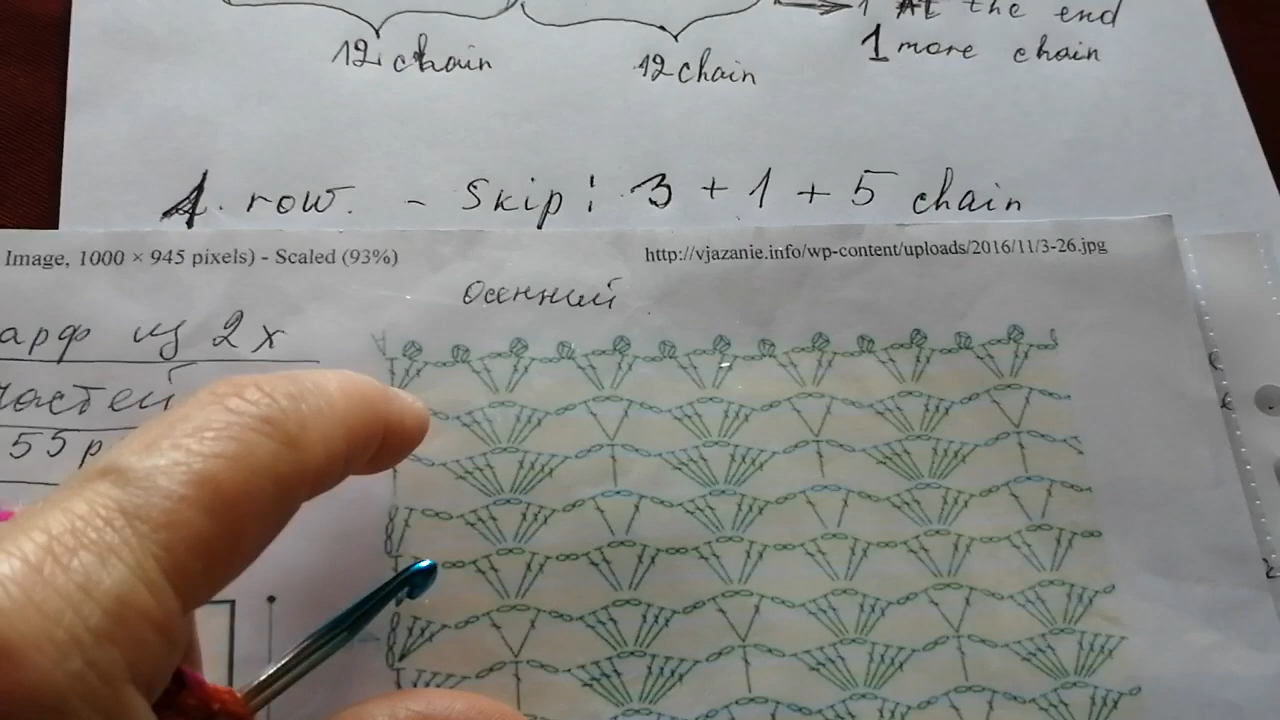 12 chain 12 chain
1 At the end
1 more chain
1. row. - Skip: 3 + 1 + 5 chain
Image, 1000 × 945 pixels) - Scaled (93%) http://vjazanie.info/wp-content/uploads/2016/11/3-26.jpg
Осенний
арф из 2х
частей
55 р